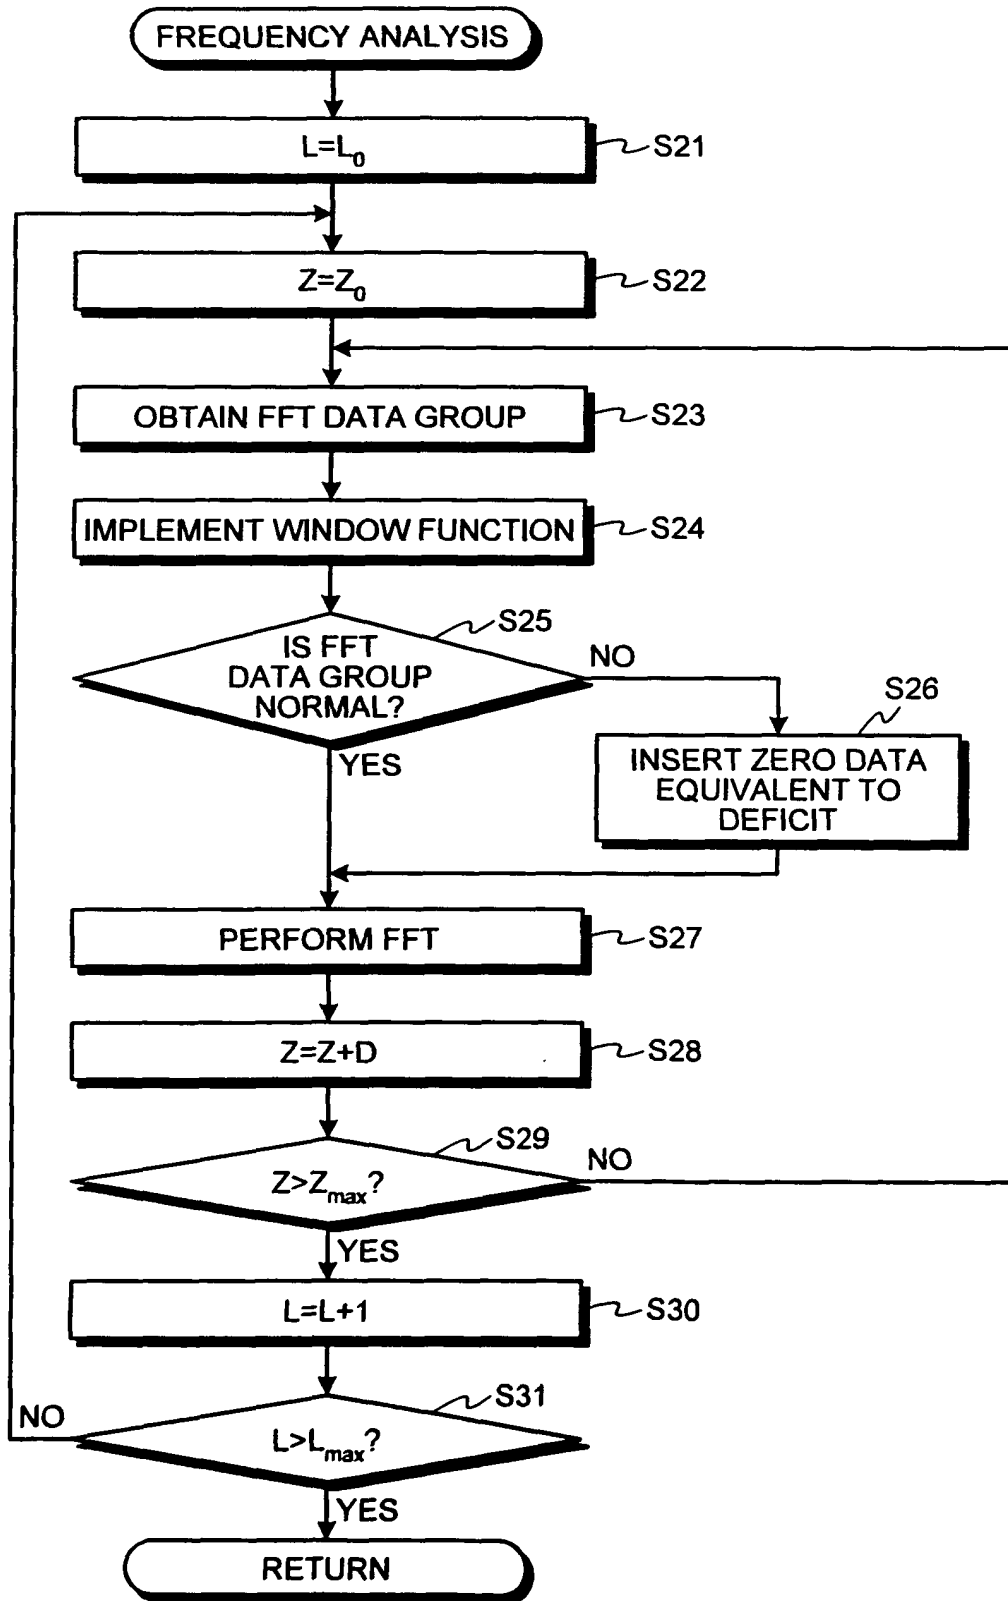 FREQUENCY ANALYSIS
L=L₀
S21
Z=Z₀
S22
OBTAIN FFT DATA GROUP
S23
IMPLEMENT WINDOW FUNCTION
S24
S25
IS FFT
DATA GROUP
NORMAL?
NO
YES
S26
INSERT ZERO DATA
EQUIVALENT TO
DEFICIT
PERFORM FFT
S27
Z=Z+D
S28
S29
Z>Zmax?
NO
YES
L=L+1
S30
S31
L>Lmax?
NO
YES
RETURN